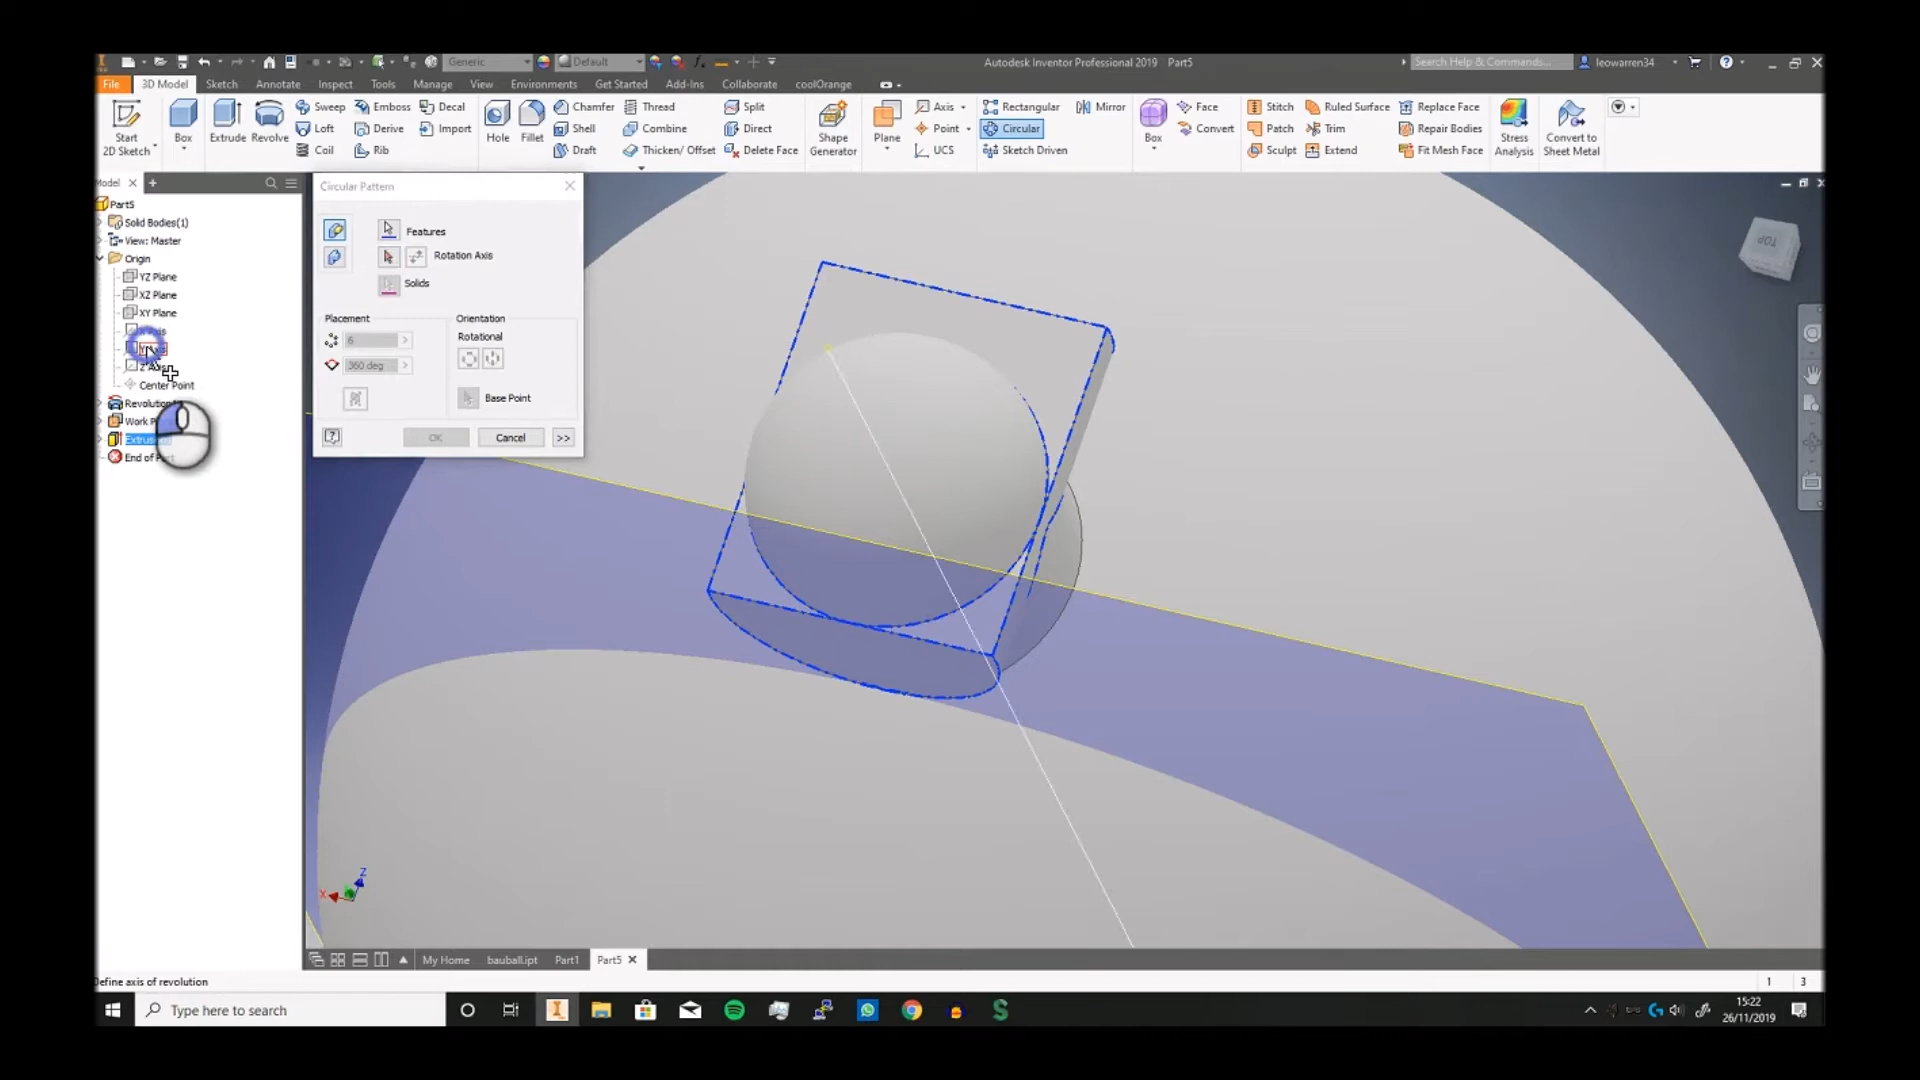 Generic Default Autodesk Inventor Professional 2019 Part5 Search Help & Commands... leowarren34
File 3D Model Sketch Annotate Inspect Tools Manage View Environments Get Started Add-Ins Collaborate coolOrange
Start 2D Sketch
Box
Extrude
Revolve
Sweep Emboss Decal
Loft Derive Import
Coil Rib
Hole
Fillet
Chamfer Thread Split
Shell Combine Direct
Draft Thicken/ Offset Delete Face
Shape Generator
Plane
Axis
Point
UCS
Rectangular Mirror
Circular
Sketch Driven
Box
Face
Convert
Stitch Ruled Surface Replace Face
Patch Trim Repair Bodies
Sculpt Extend Fit Mesh Face
Stress Analysis
Convert to Sheet Metal
Model
Part5
Solid Bodies(1)
View: Master
Origin
YZ Plane
XZ Plane
XY Plane
Center Point
Revolution
Work
End of
Circular Pattern
Features
Rotation Axis
Solids
Placement
6
360 deg
Orientation
Rotational
Base Point
OK Cancel >>
TOP
Z
X
My Home bauball.ipt Part1 Part5
Define axis of revolution 1 3
Type here to search
15:22
26/11/2019